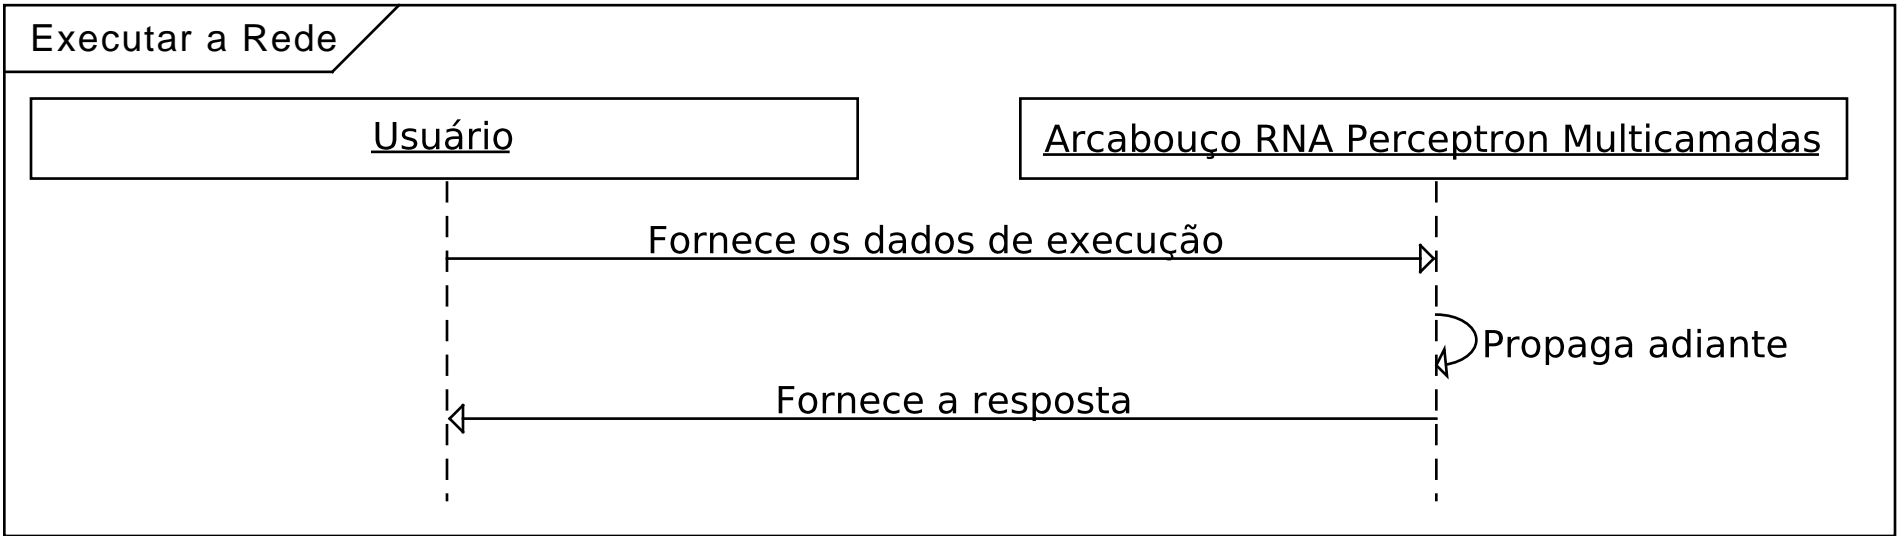 Executar a Rede
Usuário
Arcabouço RNA Perceptron Multicamadas
Fornece os dados de execução
Propaga adiante
Fornece a resposta